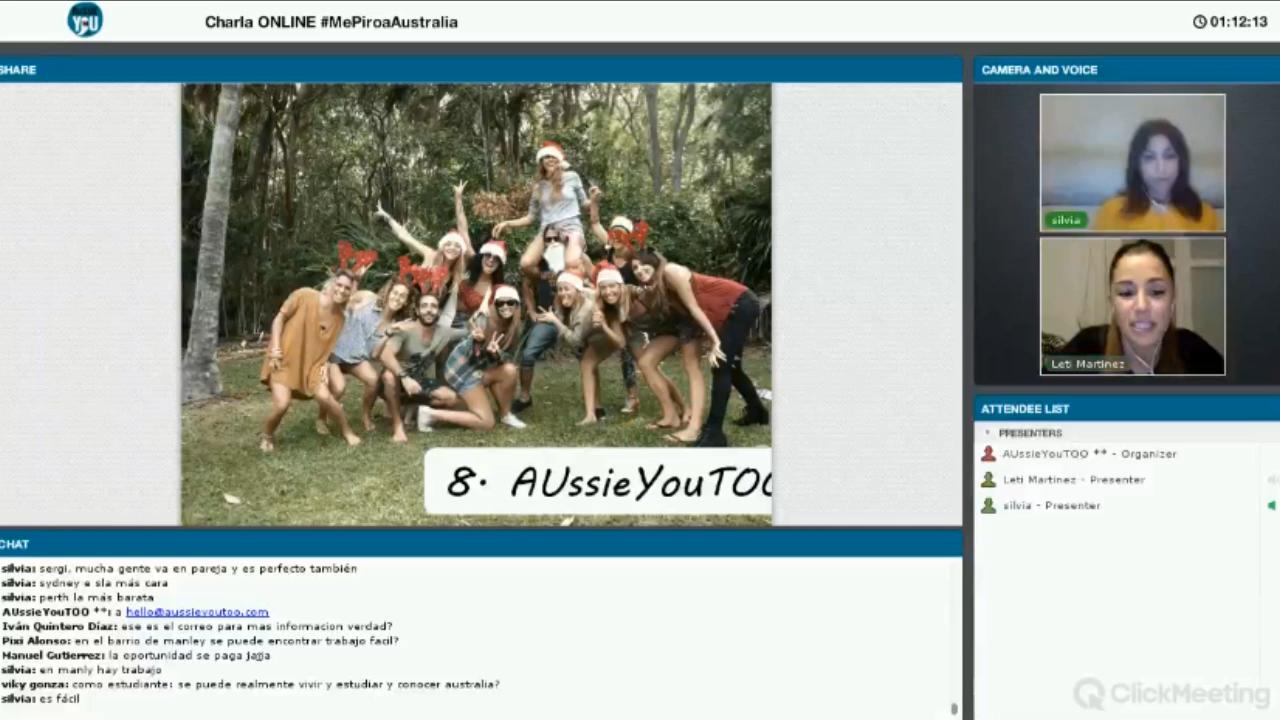 YOU
Charla ONLINE #MePiroaAustralia
01:12:13
SHARE
CAMERA AND VOICE
silvia
Leti Martinez
8. AUssieYouTOO
ATTENDEE LIST
PRESENTERS
AUssieYouTOO ** - Organizer
Leti Martinez - Presenter
silvia - Presenter
CHAT
silvia: sergi, mucha gente va en pareja y es perfecto también
silvia: sydney e sla más cara
silvia: perth la más barata
AUssieYouTOO **: a hello@aussieyoutoo.com
Iván Quintero Díaz: ese es el correo para mas informacion verdad?
Pixi Alonso: en el barrio de manley se puede encontrar trabajo facil?
Manuel Gutierrez: la oportunidad se paga jajja
silvia: en manly hay trabajo
viky gonza: como estudiante: se puede realmente vivir y estudiar y conocer australia?
silvia: es fácil
ClickMeeting